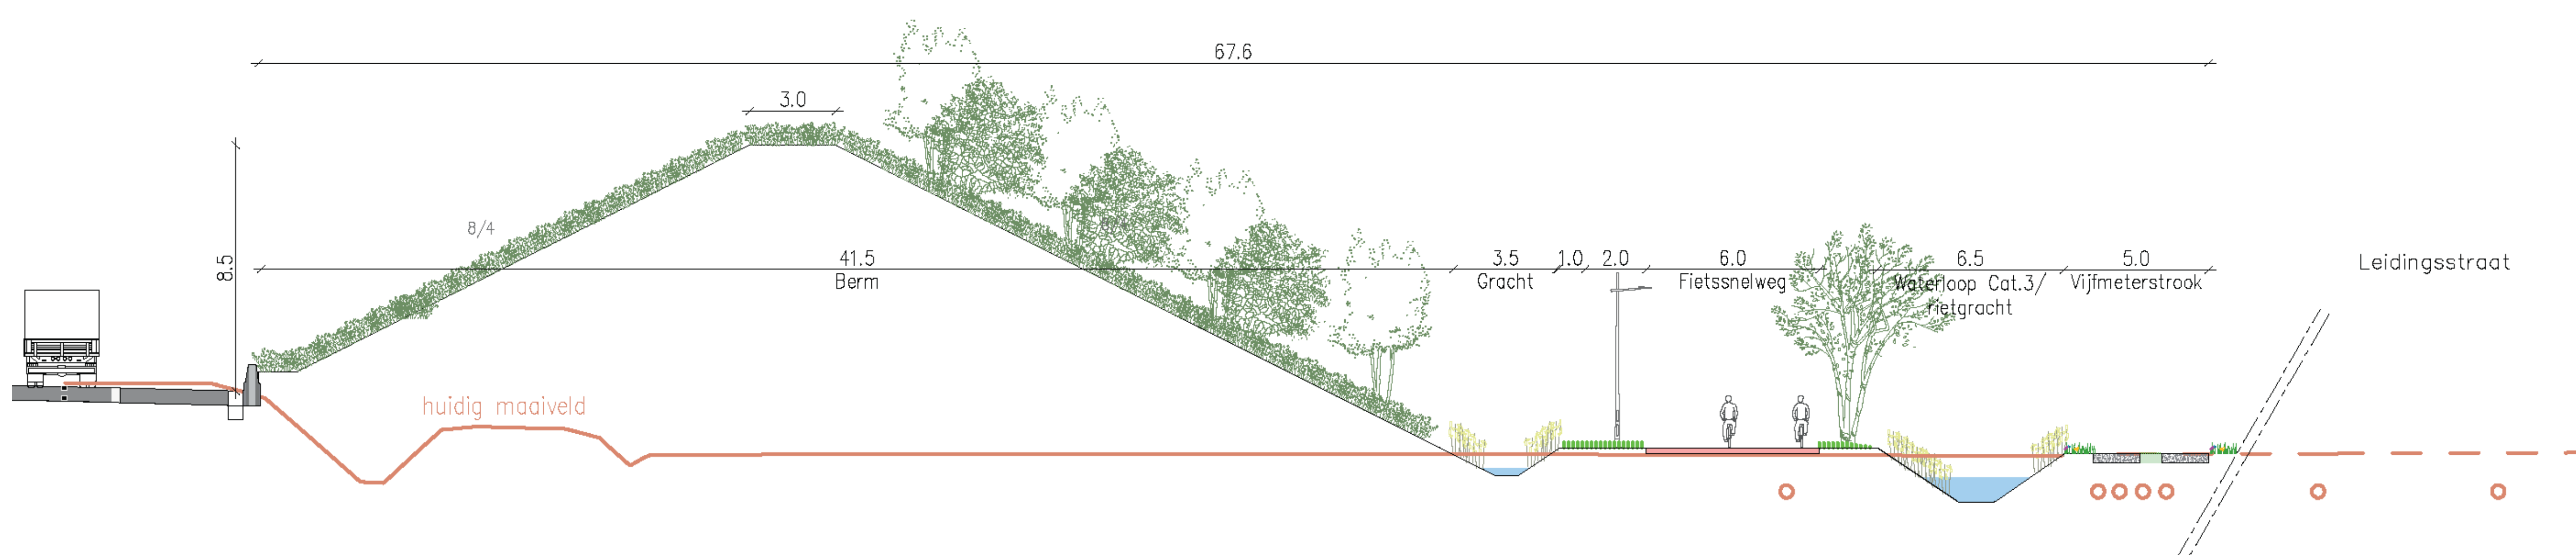 67.6
3.0
8/4
8.5
41.5
Berm
3.5
Gracht
1.0
2.0
6.0
Fietssnelweg
6.5
Waterloop Cat.3/
rietgracht
5.0
Vijfmeterstrook
Leidingsstraat
huidig maaiveld